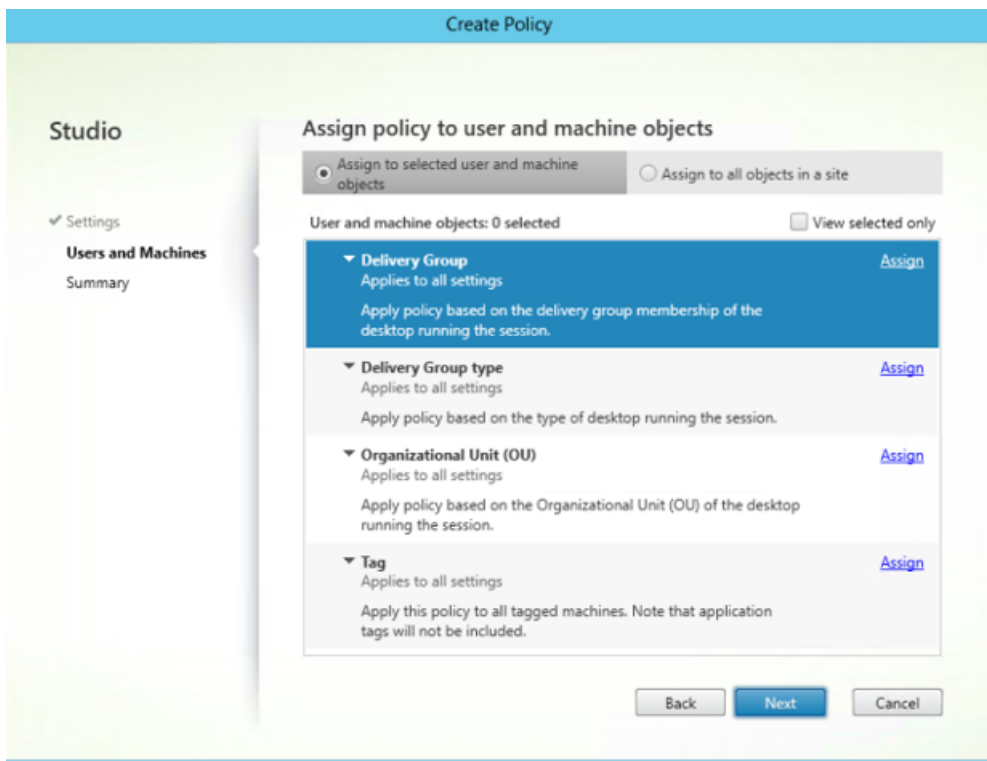 Create Policy
Studio
Settings
Users and Machines
Summary
Assign policy to user and machine objects
Assign to selected user and machine
objects
Assign to all objects in a site
User and machine objects: 0 selected
View selected only
Delivery Group
Assign
Applies to all settings
Apply policy based on the delivery group membership of the
desktop running the session.
Delivery Group type
Assign
Applies to all settings
Apply policy based on the type of desktop running the session.
Organizational Unit (OU)
Assign
Applies to all settings
Apply policy based on the Organizational Unit (OU) of the desktop
running the session.
Tag
Assign
Applies to all settings
Apply this policy to all tagged machines. Note that application
tags will not be included.
Back
Next
Cancel